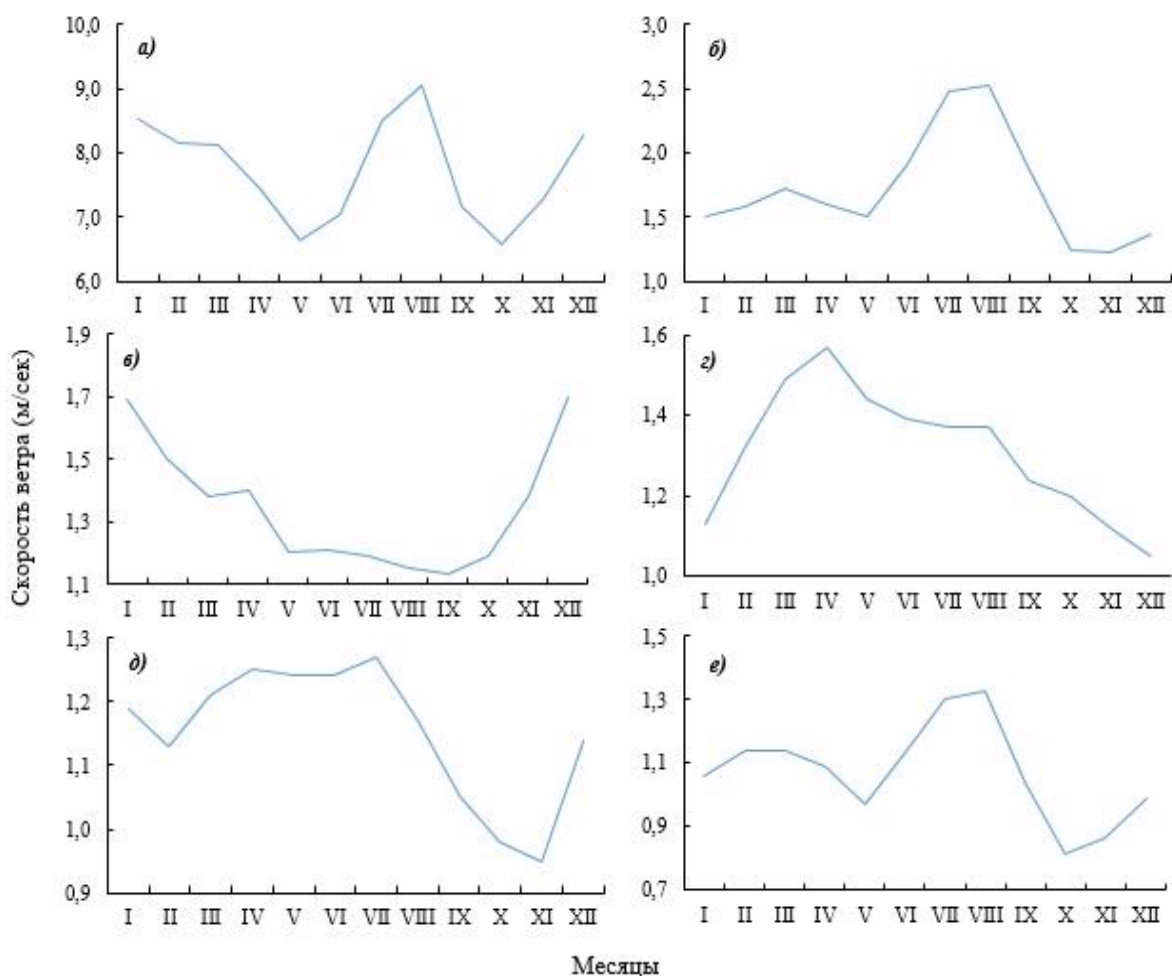 Скорость ветра (м/сек)
а)
10,0
9,0
8,0
7,0
6,0
I II III IV V VI VII VIII IX X XI XII
б)
3,0
2,5
2,0
1,5
1,0
I II III IV V VI VII VIII IX X XI XII
в)
1,9
1,7
1,5
1,3
1,1
I II III IV V VI VII VIII IX X XI XII
г)
1,6
1,4
1,2
1,0
I II III IV V VI VII VIII IX X XI XII
д)
1,3
1,2
1,1
1,0
0,9
I II III IV V VI VII VIII IX X XI XII
е)
1,5
1,3
1,1
0,9
0,7
I II III IV V VI VII VIII IX X XI XII
Месяцы